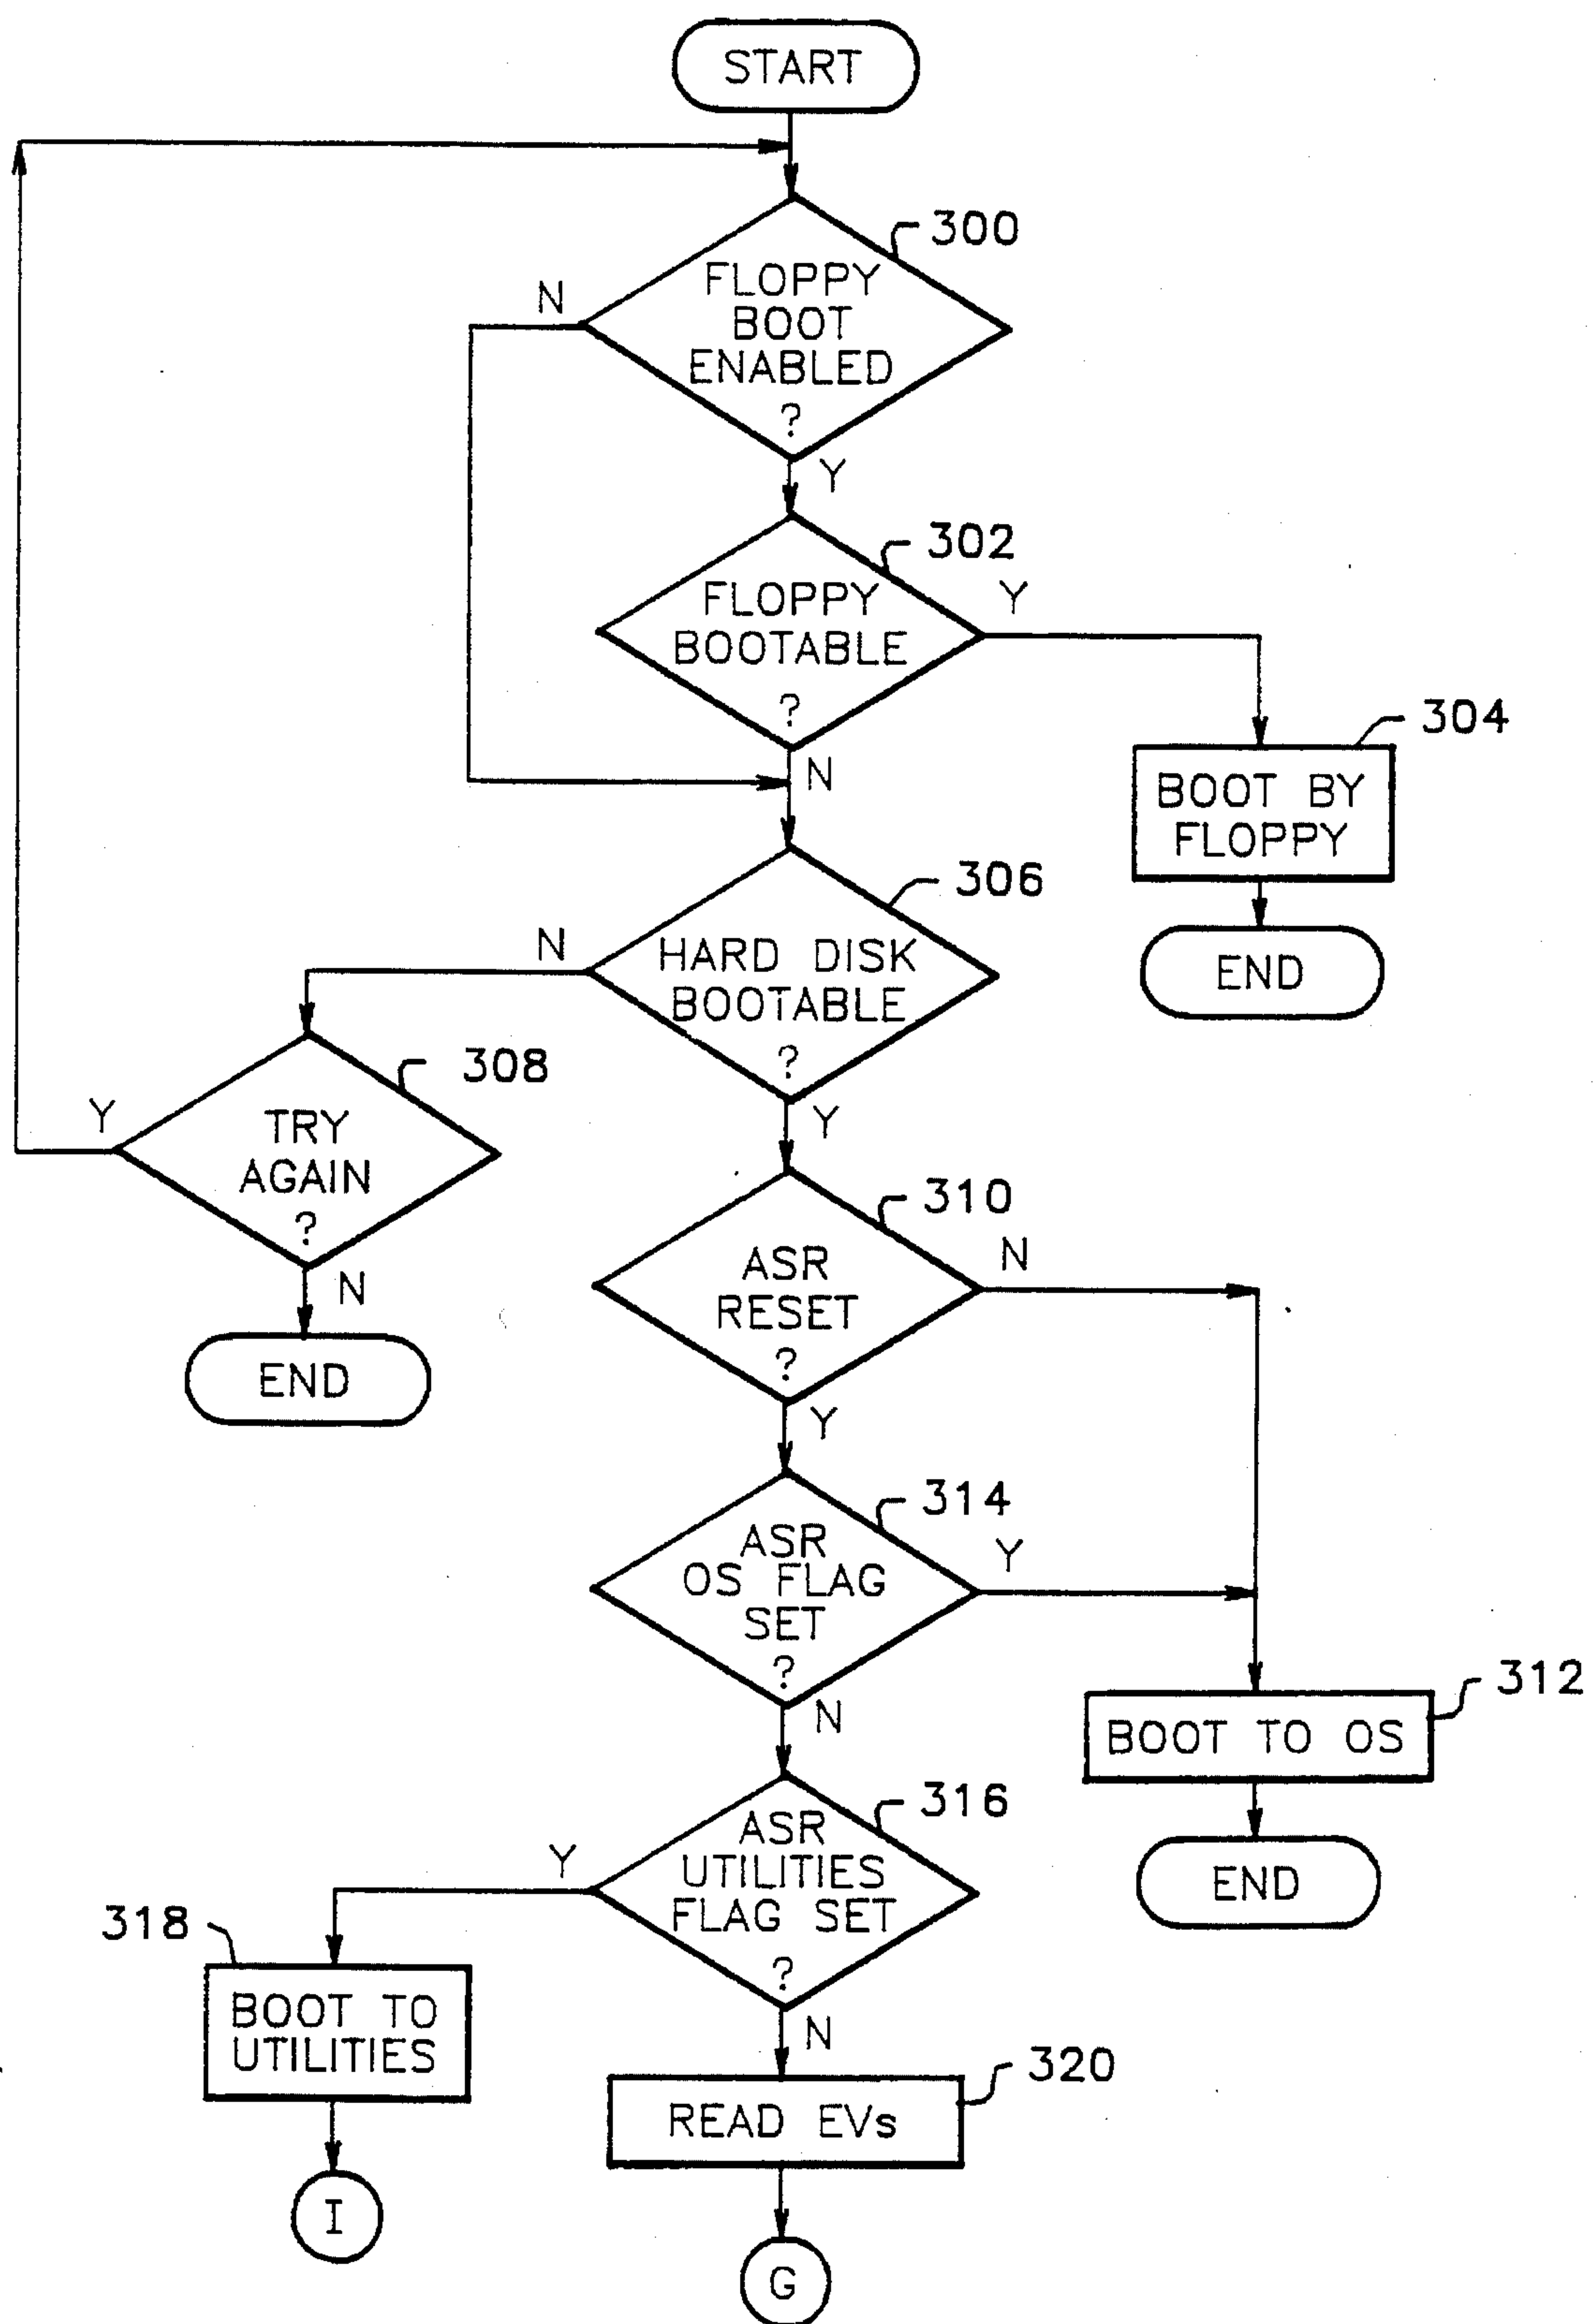 START
300
FLOPPY
BOOT
ENABLED
?
N
Y
302
FLOPPY
BOOTABLE
?
Y
N
304
BOOT BY
FLOPPY
END
306
HARD DISK
BOOTABLE
?
N
Y
308
TRY
AGAIN
?
Y
N
END
310
ASR
RESET
?
N
Y
314
ASR
OS FLAG
SET
?
Y
N
312
BOOT TO OS
END
316
ASR
UTILITIES
FLAG SET
?
Y
N
318
BOOT TO
UTILITIES
I
320
READ EVs
G